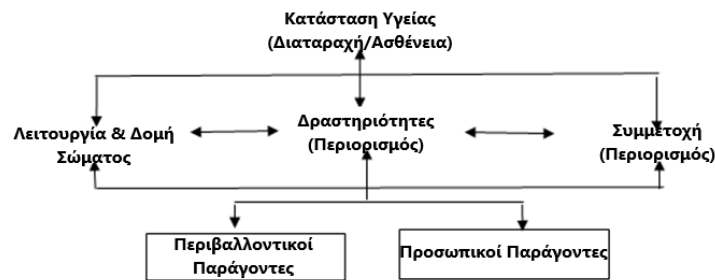 Κατάσταση Υγείας
(Διαταραχή/Ασθένεια)
Λειτουργία & Δομή
Σώματος
Δραστηριότητες
(Περιορισμός)
Συμμετοχή
(Περιορισμός)
Περιβαλλοντικοί
Παράγοντες
Προσωπικοί Παράγοντες